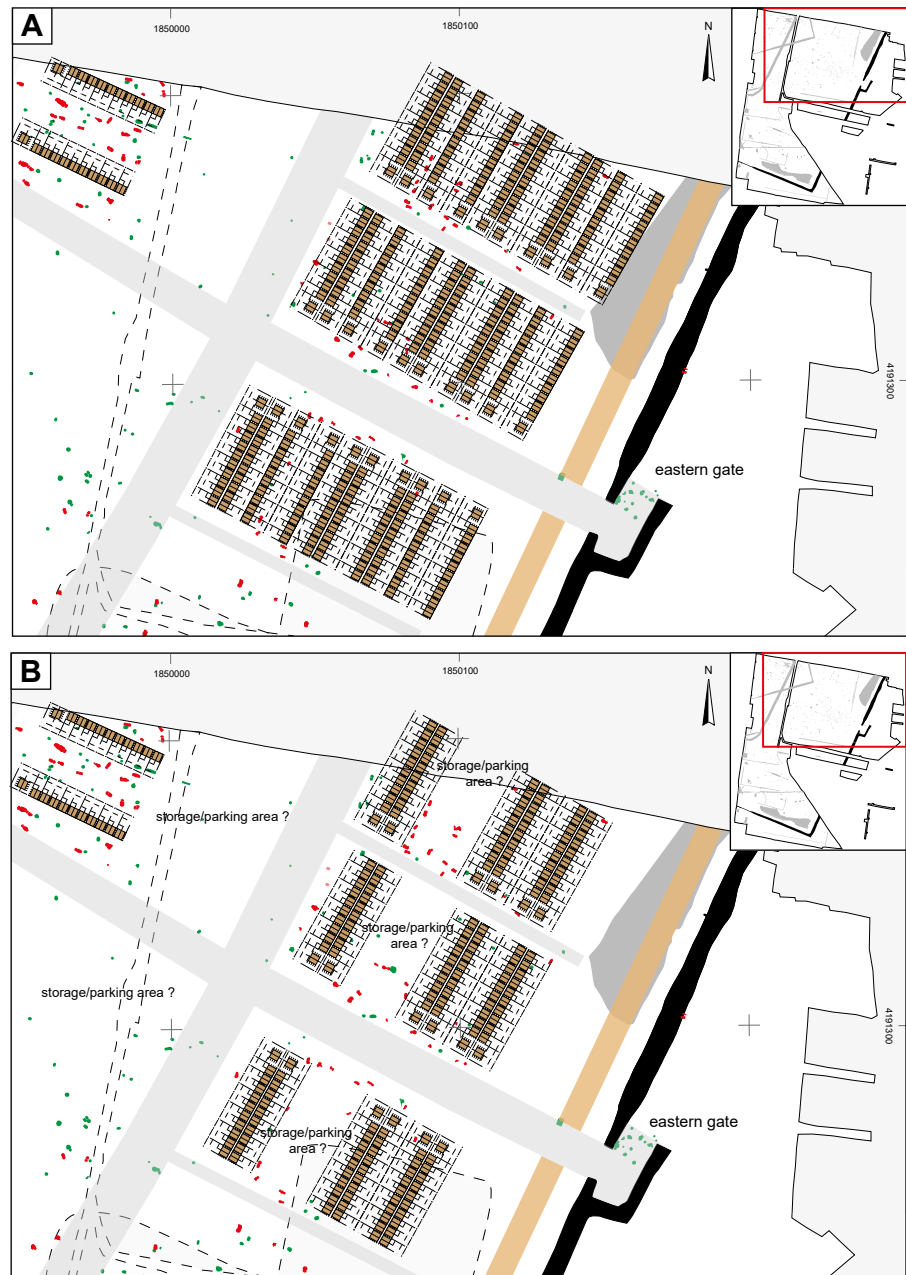 A
1850000
1850100
N
4191300
eastern gate
B
1850000
1850100
N
storage/parking
area ?
storage/parking area ?
storage/parking
area ?
storage/parking area ?
4191300
eastern gate
storage/parking
area ?